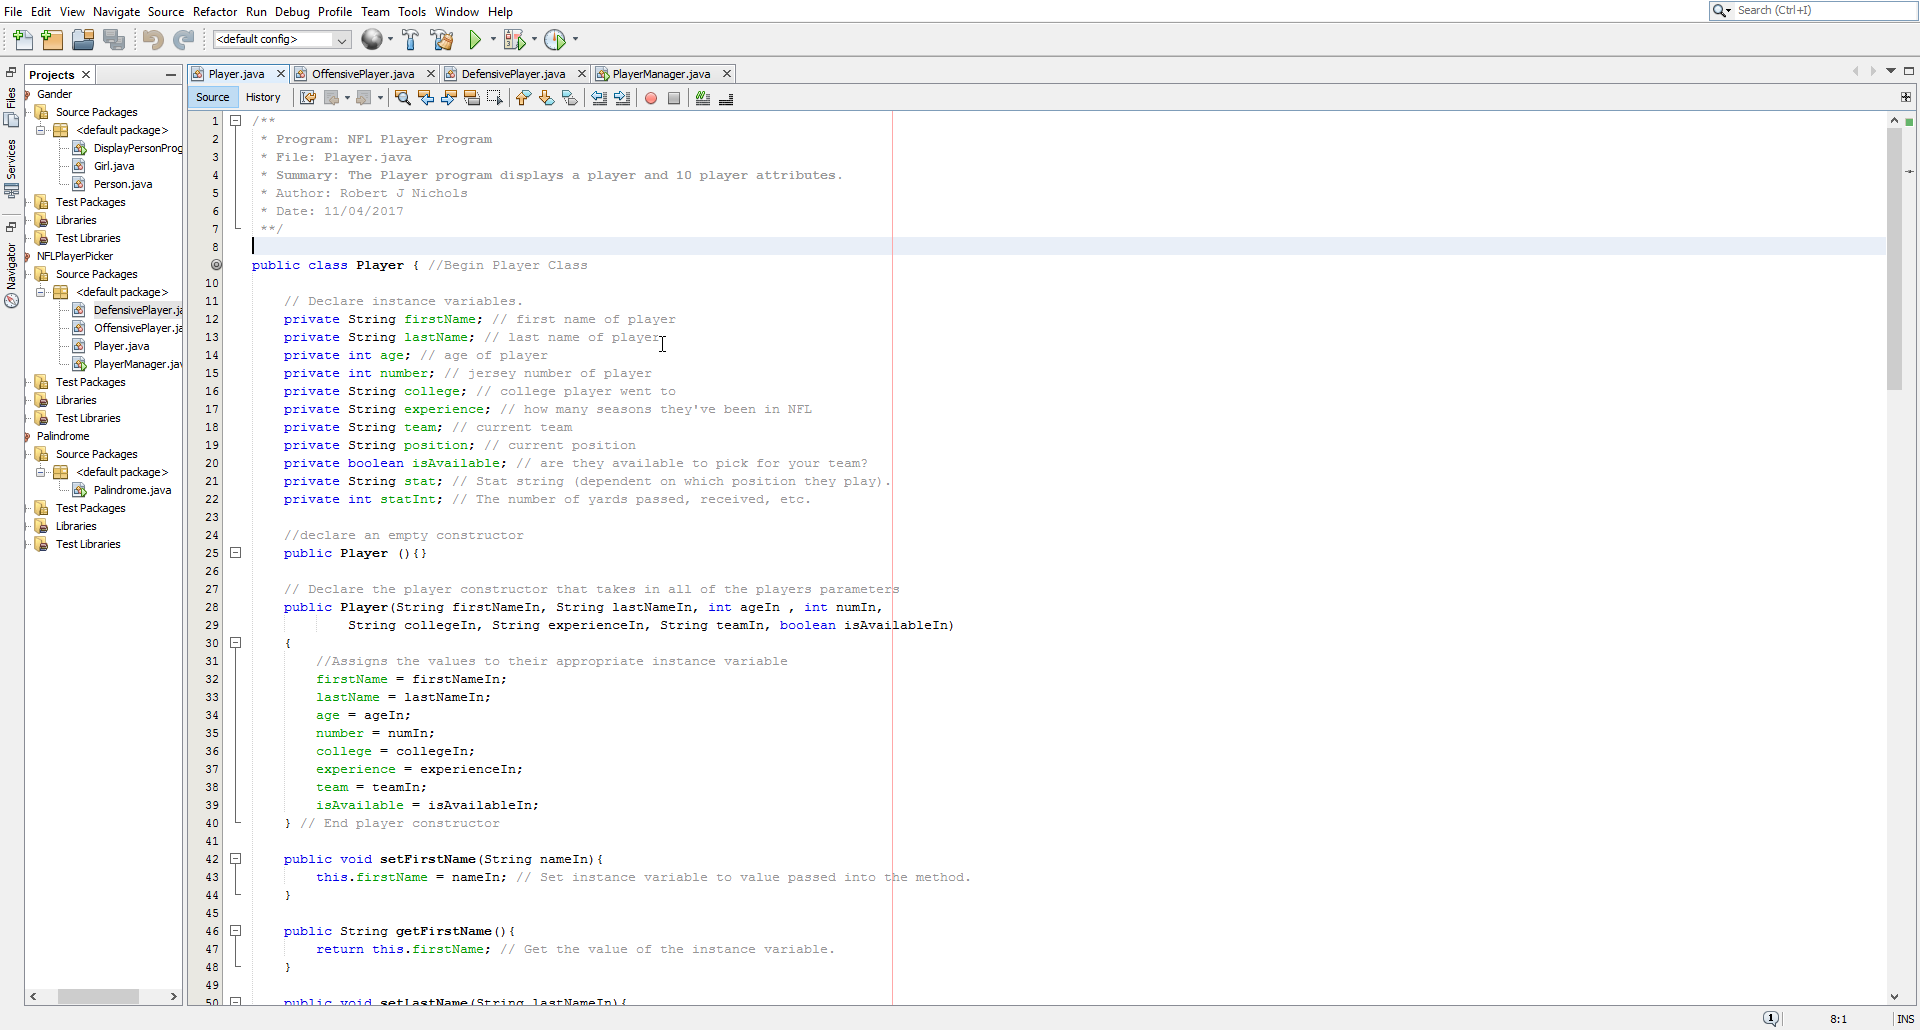 File Edit View Navigate Source Refactor Run Debug Profile Team Tools Window Help
Search (Ctrl+I)
<default config>
Files
Services
Navigator
Projects
Gander
Source Packages
<default package>
DisplayPersonProg
Girl.java
Person.java
Test Packages
Libraries
Test Libraries
NFLPlayerPicker
Source Packages
<default package>
DefensivePlayer.ja
OffensivePlayer.ja
Player.java
PlayerManager.jav
Test Packages
Libraries
Test Libraries
Palindrome
Source Packages
<default package>
Palindrome.java
Test Packages
Libraries
Test Libraries
Player.java OffensivePlayer.java DefensivePlayer.java PlayerManager.java
Source History
1 /**
2 * Program: NFL Player Program
3 * File: Player.java
4 * Summary: The Player program displays a player and 10 player attributes.
5 * Author: Robert J Nichols
6 * Date: 11/04/2017
7 **/
8
public class Player { //Begin Player Class
10
11 // Declare instance variables.
12 private String firstName; // first name of player
13 private String lastName; // last name of player
14 private int age; // age of player
15 private int number; // jersey number of player
16 private String college; // college player went to
17 private String experience; // how many seasons they've been in NFL
18 private String team; // current team
19 private String position; // current position
20 private boolean isAvailable; // are they available to pick for your team?
21 private String stat; // Stat string (dependent on which position they play).
22 private int statInt; // The number of yards passed, received, etc.
23
24 //declare an empty constructor
25 public Player (){}
26
27 // Declare the player constructor that takes in all of the players parameters
28 public Player(String firstNameIn, String lastNameIn, int ageIn , int numIn,
29 String collegeIn, String experienceIn, String teamIn, boolean isAvailableIn)
30 {
31 //Assigns the values to their appropriate instance variable
32 firstName = firstNameIn;
33 lastName = lastNameIn;
34 age = ageIn;
35 number = numIn;
36 college = collegeIn;
37 experience = experienceIn;
38 team = teamIn;
39 isAvailable = isAvailableIn;
40 } // End player constructor
41
42 public void setFirstName(String nameIn){
43 this.firstName = nameIn; // Set instance variable to value passed into the method.
44 }
45
46 public String getFirstName(){
47 return this.firstName; // Get the value of the instance variable.
48 }
49
50 public void setLastName(String lastNameIn){
1
8:1
INS